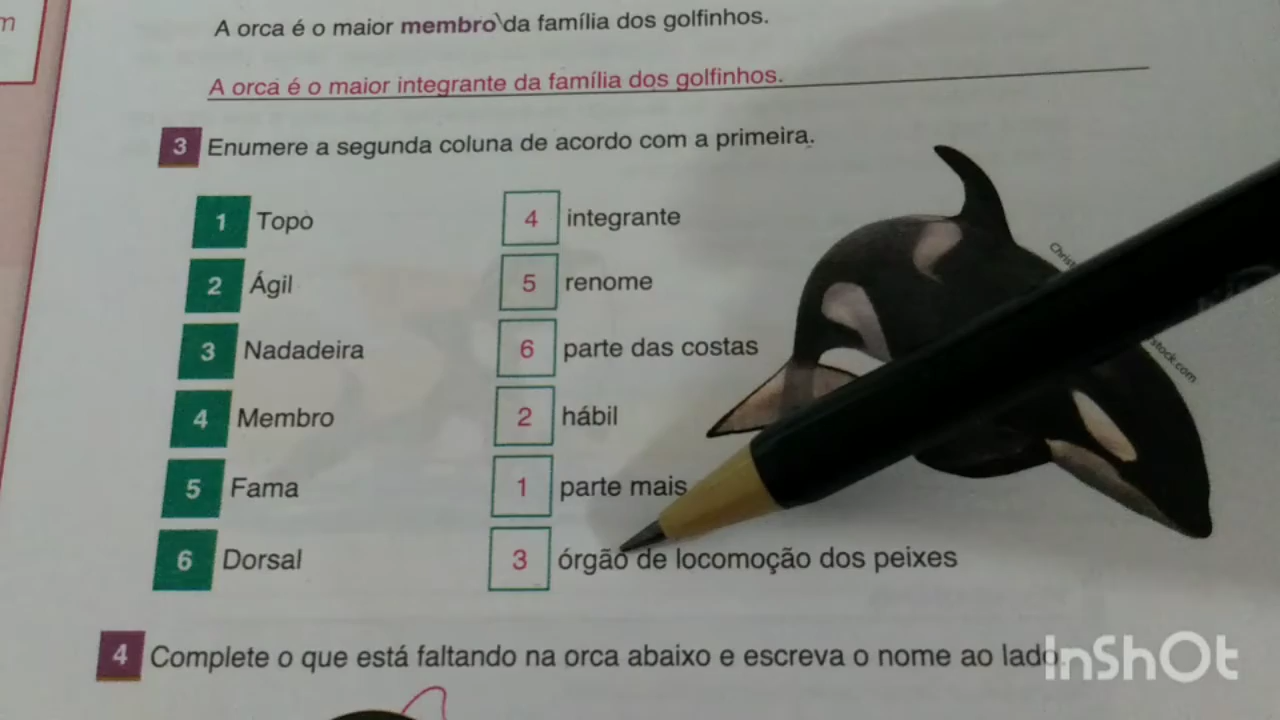 m
A orca é o maior membro da família dos golfinhos.
A orca é o maior integrante da família dos golfinhos.
3 Enumere a segunda coluna de acordo com a primeira.
1 Topo
4 integrante
2 Ágil
5 renome
3 Nadadeira
6 parte das costas
4 Membro
2 hábil
5 Fama
1 parte mais
6 Dorsal
3 órgão de locomoção dos peixes
Christ
stock.com
4 Complete o que está faltando na orca abaixo e escreva o nome ao lado.
InShOt